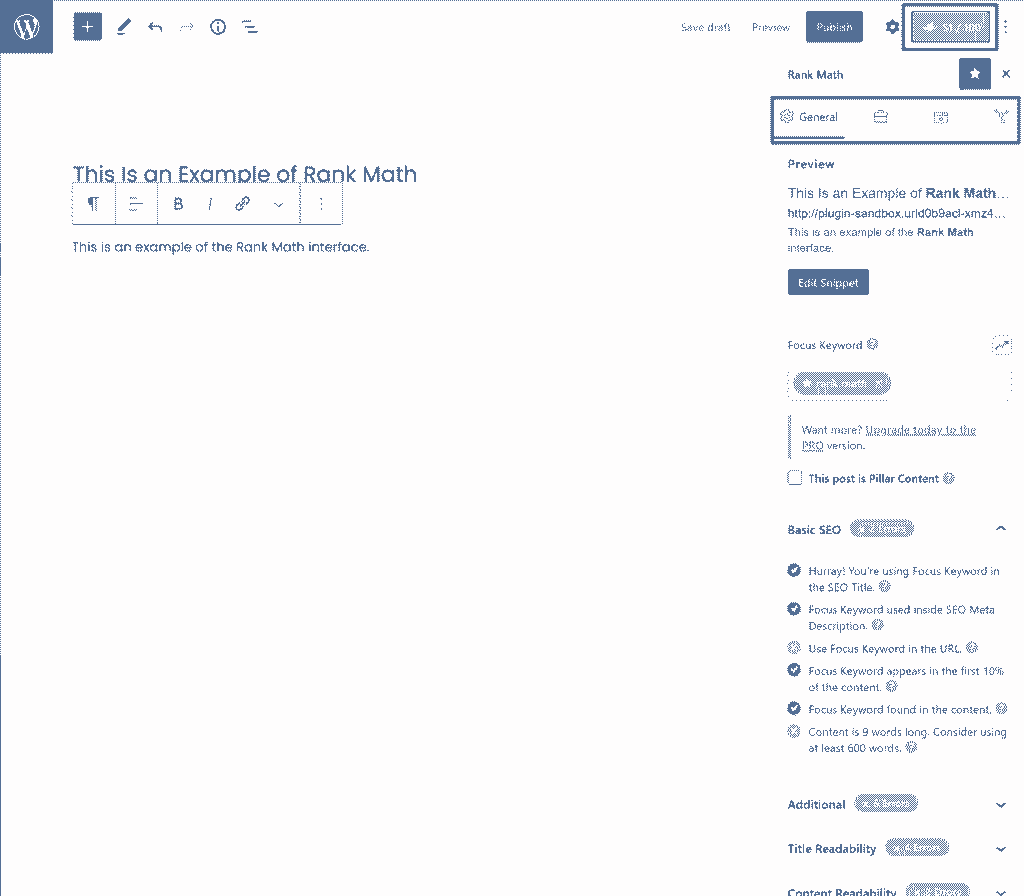 Save draft
Preview
Publish
/ 100
Rank Math
General
Preview
This Is an Example of Rank Math
This Is an Example of Rank Math...
http://plugin-sandbox.urld0b9acl-xmz4...
This is an example of the Rank Math
interface.
B I
This is an example of the Rank Math interface.
Edit Snippet
Focus Keyword
Want more? Upgrade today to the
PRO version.
This post is Pillar Content
Basic SEO
Hurray! You're using Focus Keyword in
the SEO Title.
Focus Keyword used inside SEO Meta
Description.
Use Focus Keyword in the URL.
Focus Keyword appears in the first 10%
of the content.
Focus Keyword found in the content.
Content is 9 words long. Consider using
at least 600 words.
Additional
Title Readability
Content Readability